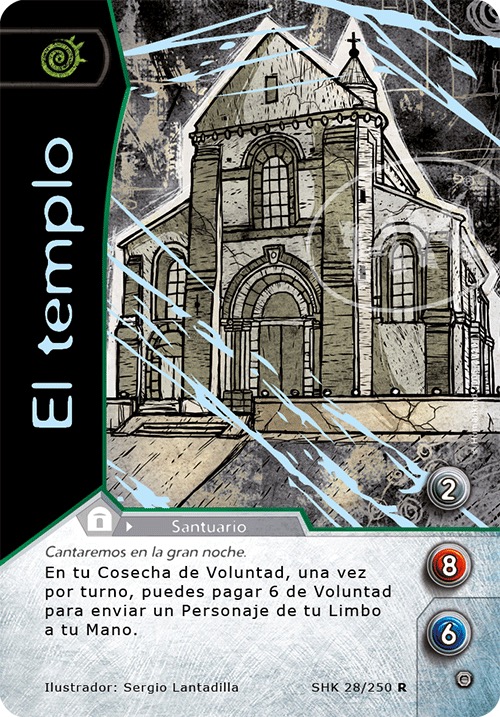 El templo
2
Santuario
Cantaremos en la gran noche.
En tu Cosecha de Voluntad, una vez
por turno, puedes pagar 6 de Voluntad
para enviar un Personaje de tu Limbo
a tu Mano.
8
6
Ilustrador: Sergio Lantadilla
SHK 28/250 R